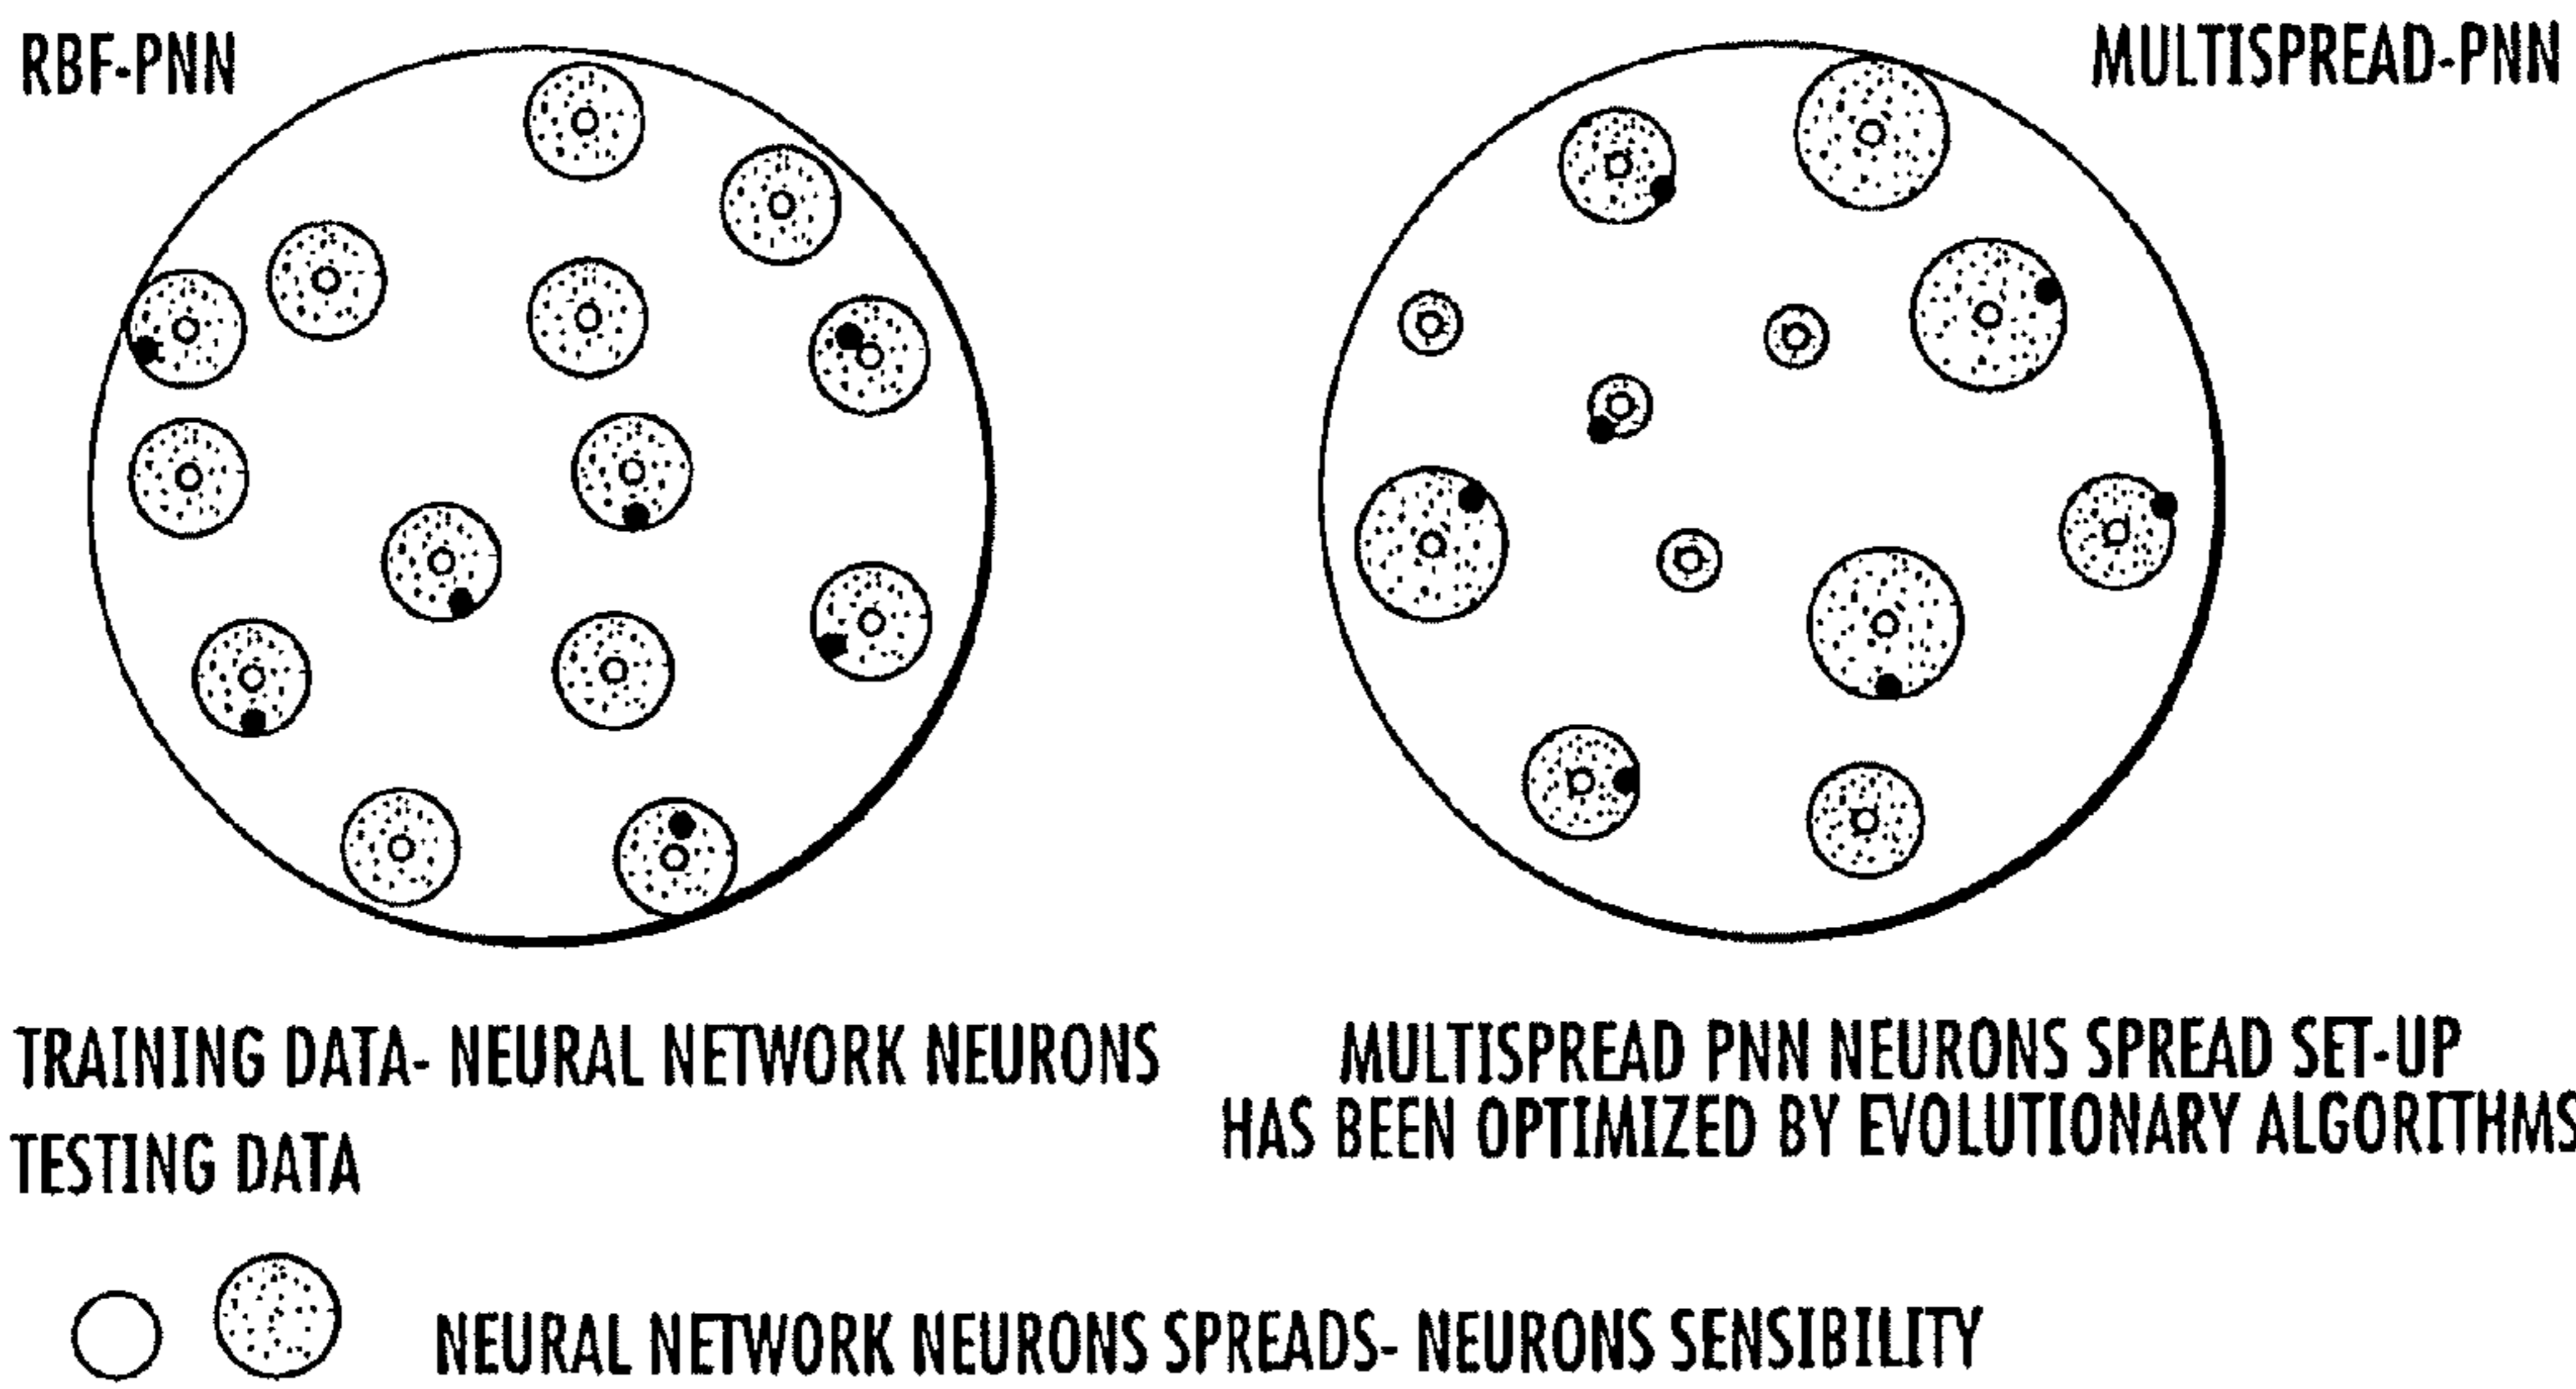 RBF-PNN
MULTISPREAD-PNN
TRAINING DATA- NEURAL NETWORK NEURONS
TESTING DATA
MULTISPREAD PNN NEURONS SPREAD SET-UP
HAS BEEN OPTIMIZED BY EVOLUTIONARY ALGORITHMS
NEURAL NETWORK NEURONS SPREADS- NEURONS SENSIBILITY